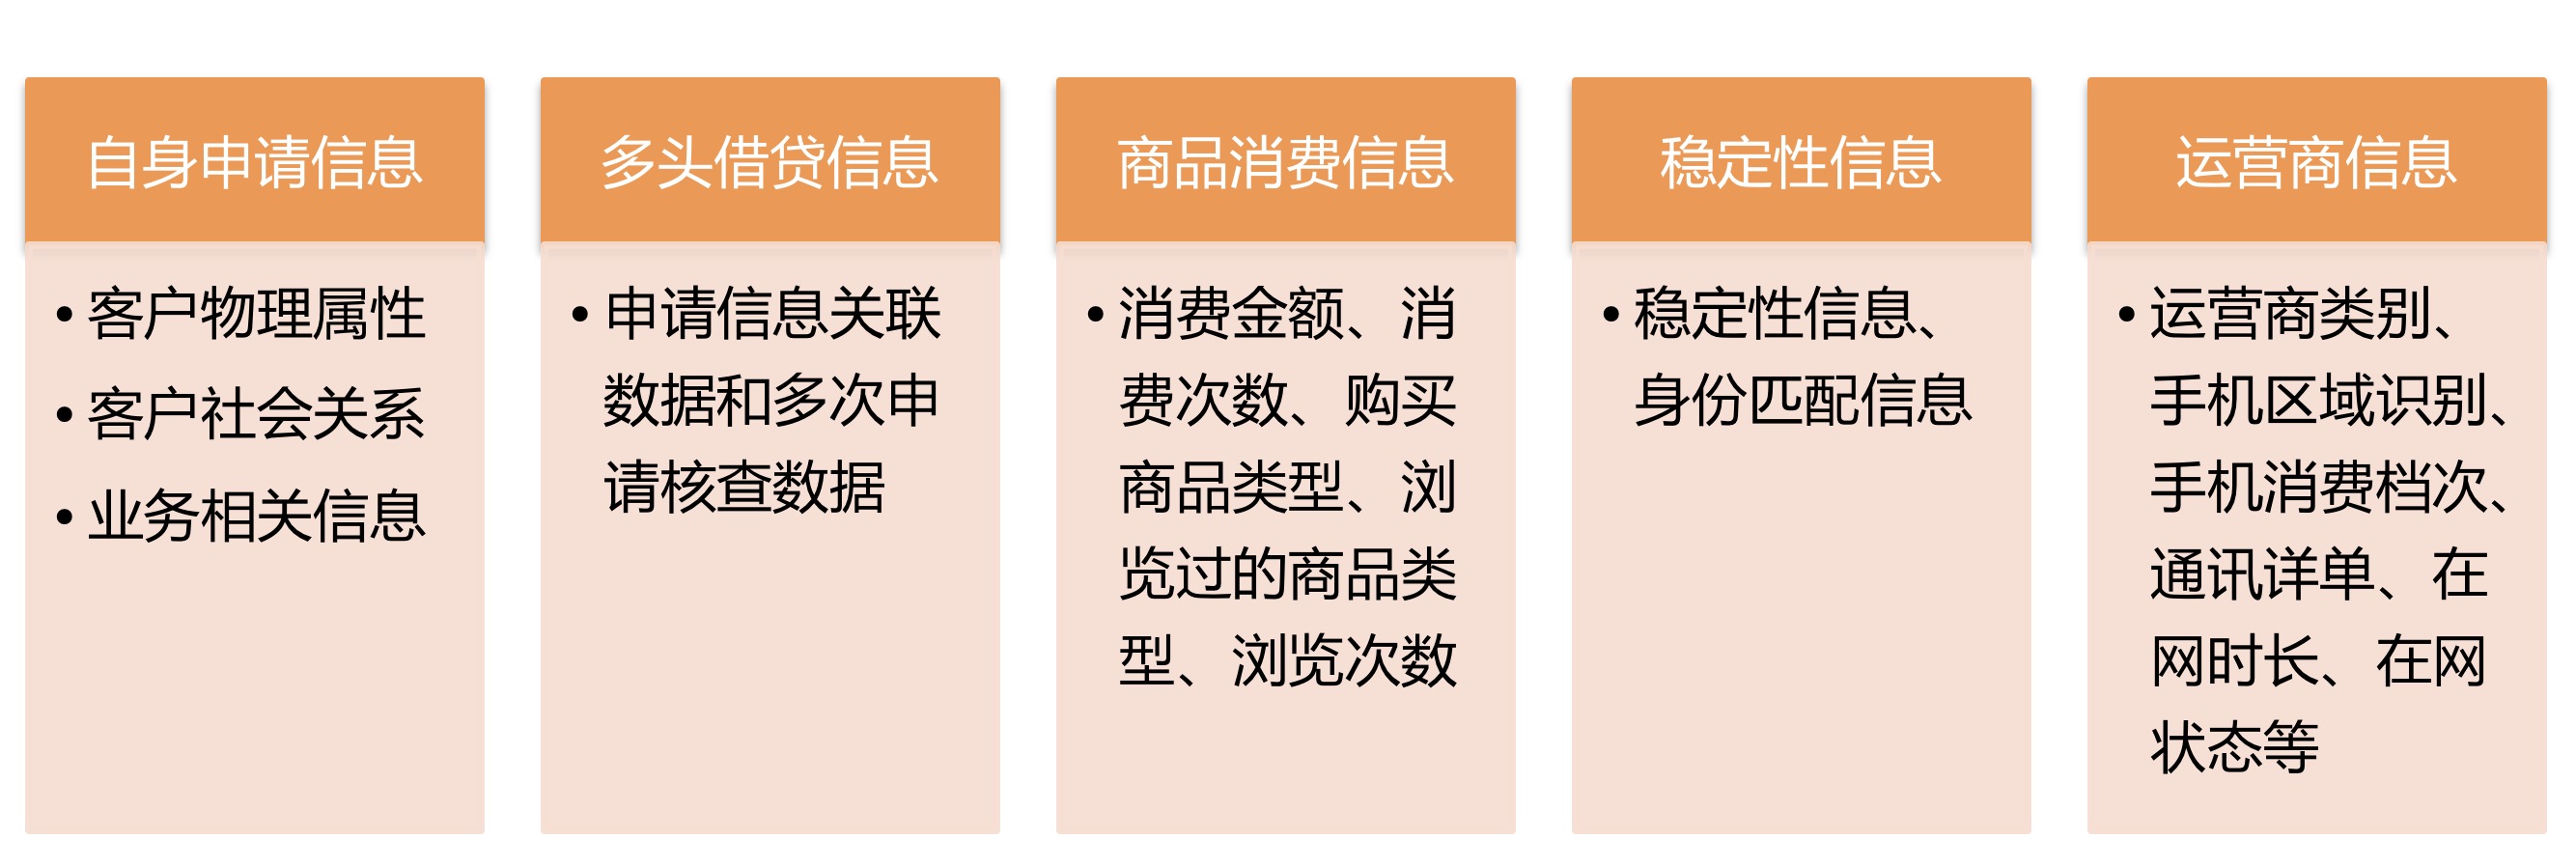 自身申请信息
• 客户物理属性
• 客户社会关系
• 业务相关信息
多头借贷信息
• 申请信息关联
数据和多次申
请核查数据
商品消费信息
• 消费金额、消
费次数、购买
商品类型、浏
览过的商品类
型、浏览次数
稳定性信息
• 稳定性信息、
身份匹配信息
运营商信息
• 运营商类别、
手机区域识别、
手机消费档次、
通讯详单、在
网时长、在网
状态等